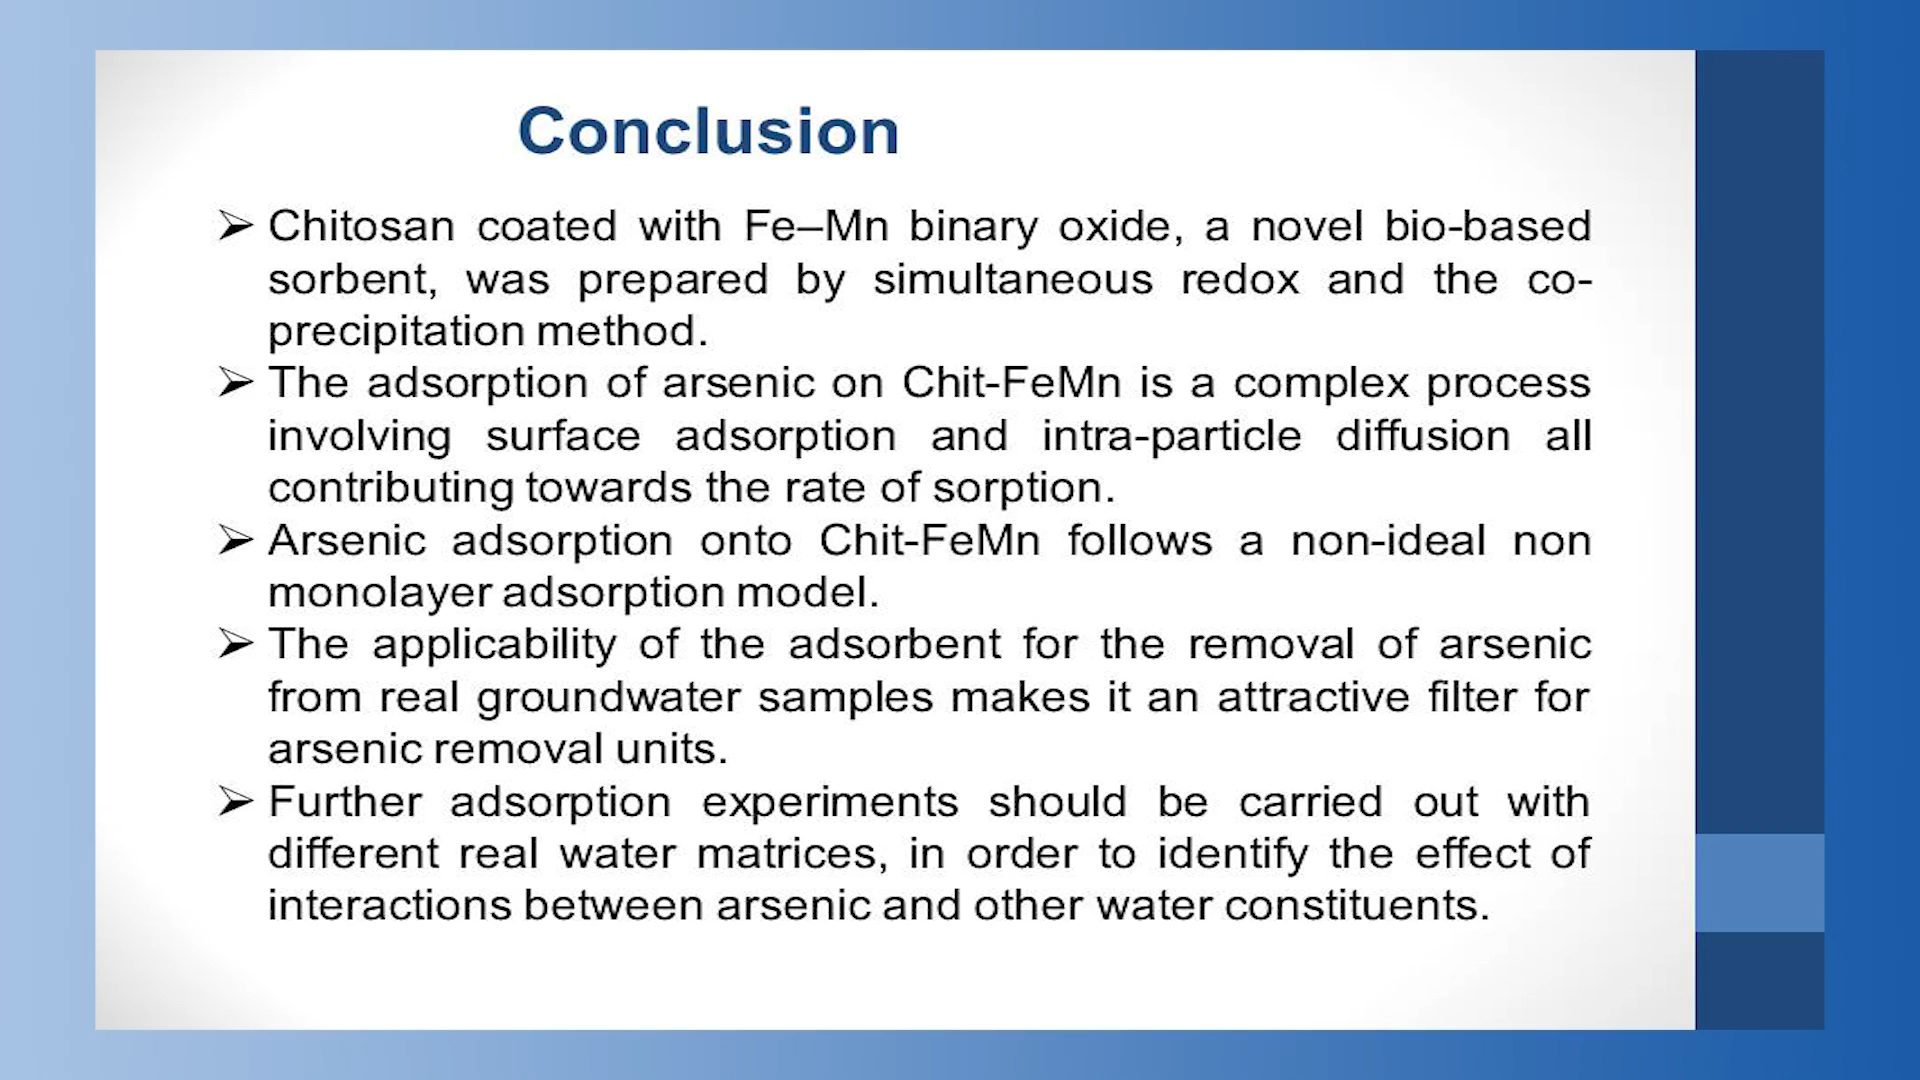 Conclusion
➢ Chitosan coated with Fe–Mn binary oxide, a novel bio-based
sorbent, was prepared by simultaneous redox and the co-
precipitation method.
➢ The adsorption of arsenic on Chit-FeMn is a complex process
involving surface adsorption and intra-particle diffusion all
contributing towards the rate of sorption.
➢ Arsenic adsorption onto Chit-FeMn follows a non-ideal non
monolayer adsorption model.
➢ The applicability of the adsorbent for the removal of arsenic
from real groundwater samples makes it an attractive filter for
arsenic removal units.
➢ Further adsorption experiments should be carried out with
different real water matrices, in order to identify the effect of
interactions between arsenic and other water constituents.